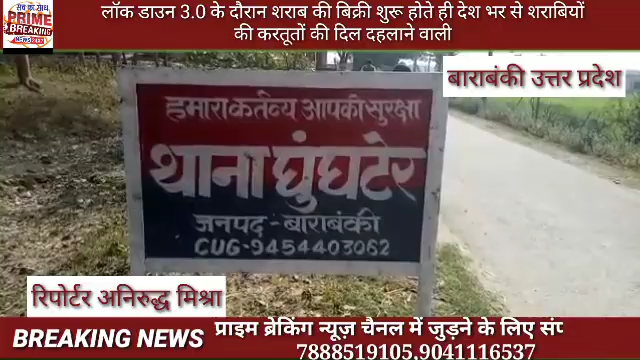 सच का साथ
PRIME
BREAKING
NEWS
लॉक डाउन 3.0 के दौरान शराब की बिक्री शुरू होते ही देश भर से शराबियों
की करतूतों की दिल दहलाने वाली
बाराबंकी उत्तर प्रदेश
हमारा कर्तव्य आपकी सुरक्षा
थाना घुंघटेर
जनपद - बाराबंकी
CUG-9454403062
रिपोर्टर अनिरुद्ध मिश्रा
BREAKING NEWS
प्राइम ब्रेकिंग न्यूज़ चैनल में जुड़ने के लिए संप
7888519105,9041116537